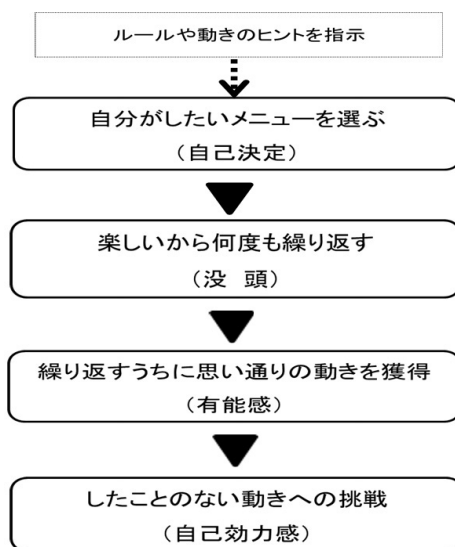 ルールや動きのヒントを指示
自分がしたいメニューを選ぶ
（自己決定）
楽しいから何度も繰り返す
（没　頭）
繰り返すうちに思い通りの動きを獲得
（有能感）
したことのない動きへの挑戦
（自己効力感）